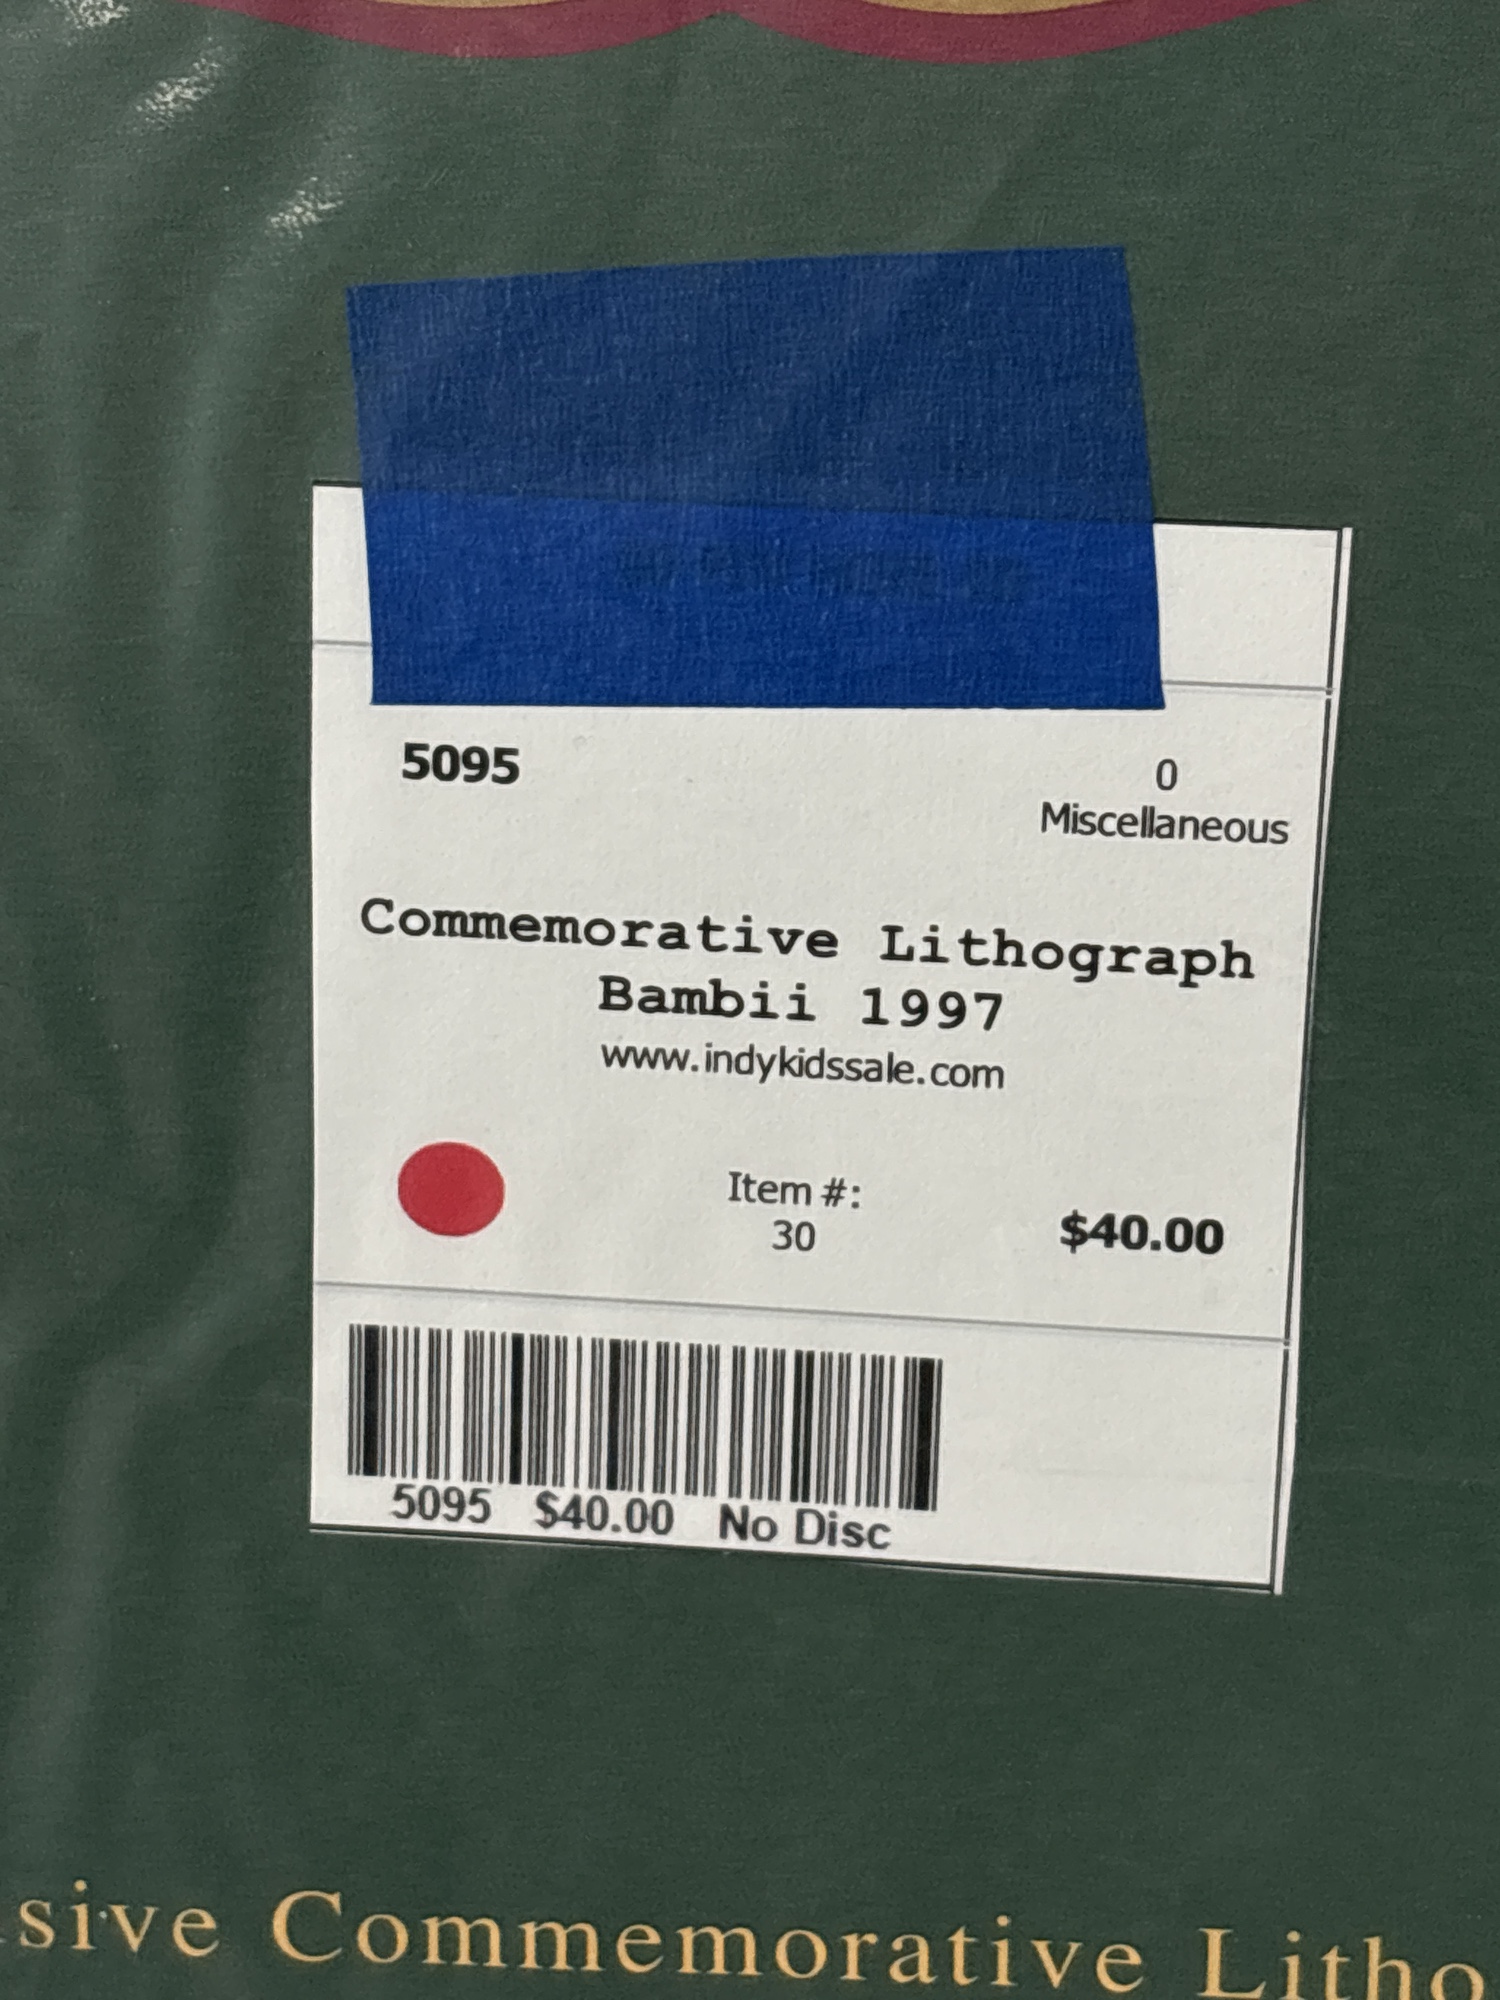 5095
0
Miscellaneous
Commemorative Lithograph
Bambii 1997
www.indykidssale.com
Item #:
30
$40.00
5095 $40.00 No Disc
sive Commemorative Litho